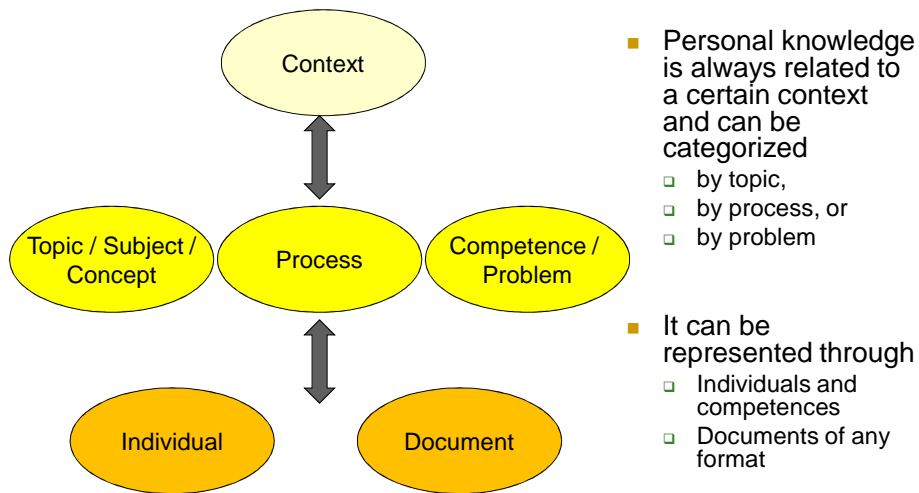 Context
Topic / Subject /
Concept
Process
Competence /
Problem
Individual
Document
Personal knowledge
is always related to
a certain context
and can be
categorized
by topic,
by process, or
by problem
It can be
represented through
Individuals and
competences
Documents of any
format